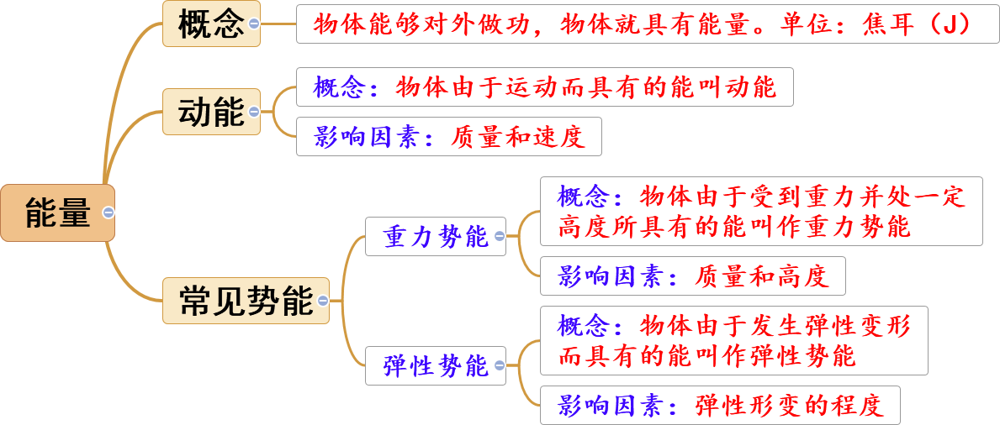 能量
概念
物体能够对外做功，物体就具有能量。单位：焦耳（J）
动能
概念：物体由于运动而具有的能叫动能
影响因素：质量和速度
常见势能
重力势能
概念：物体由于受到重力并处一定
高度所具有的能叫作重力势能
影响因素：质量和高度
弹性势能
概念：物体由于发生弹性变形
而具有的能叫作弹性势能
影响因素：弹性形变的程度